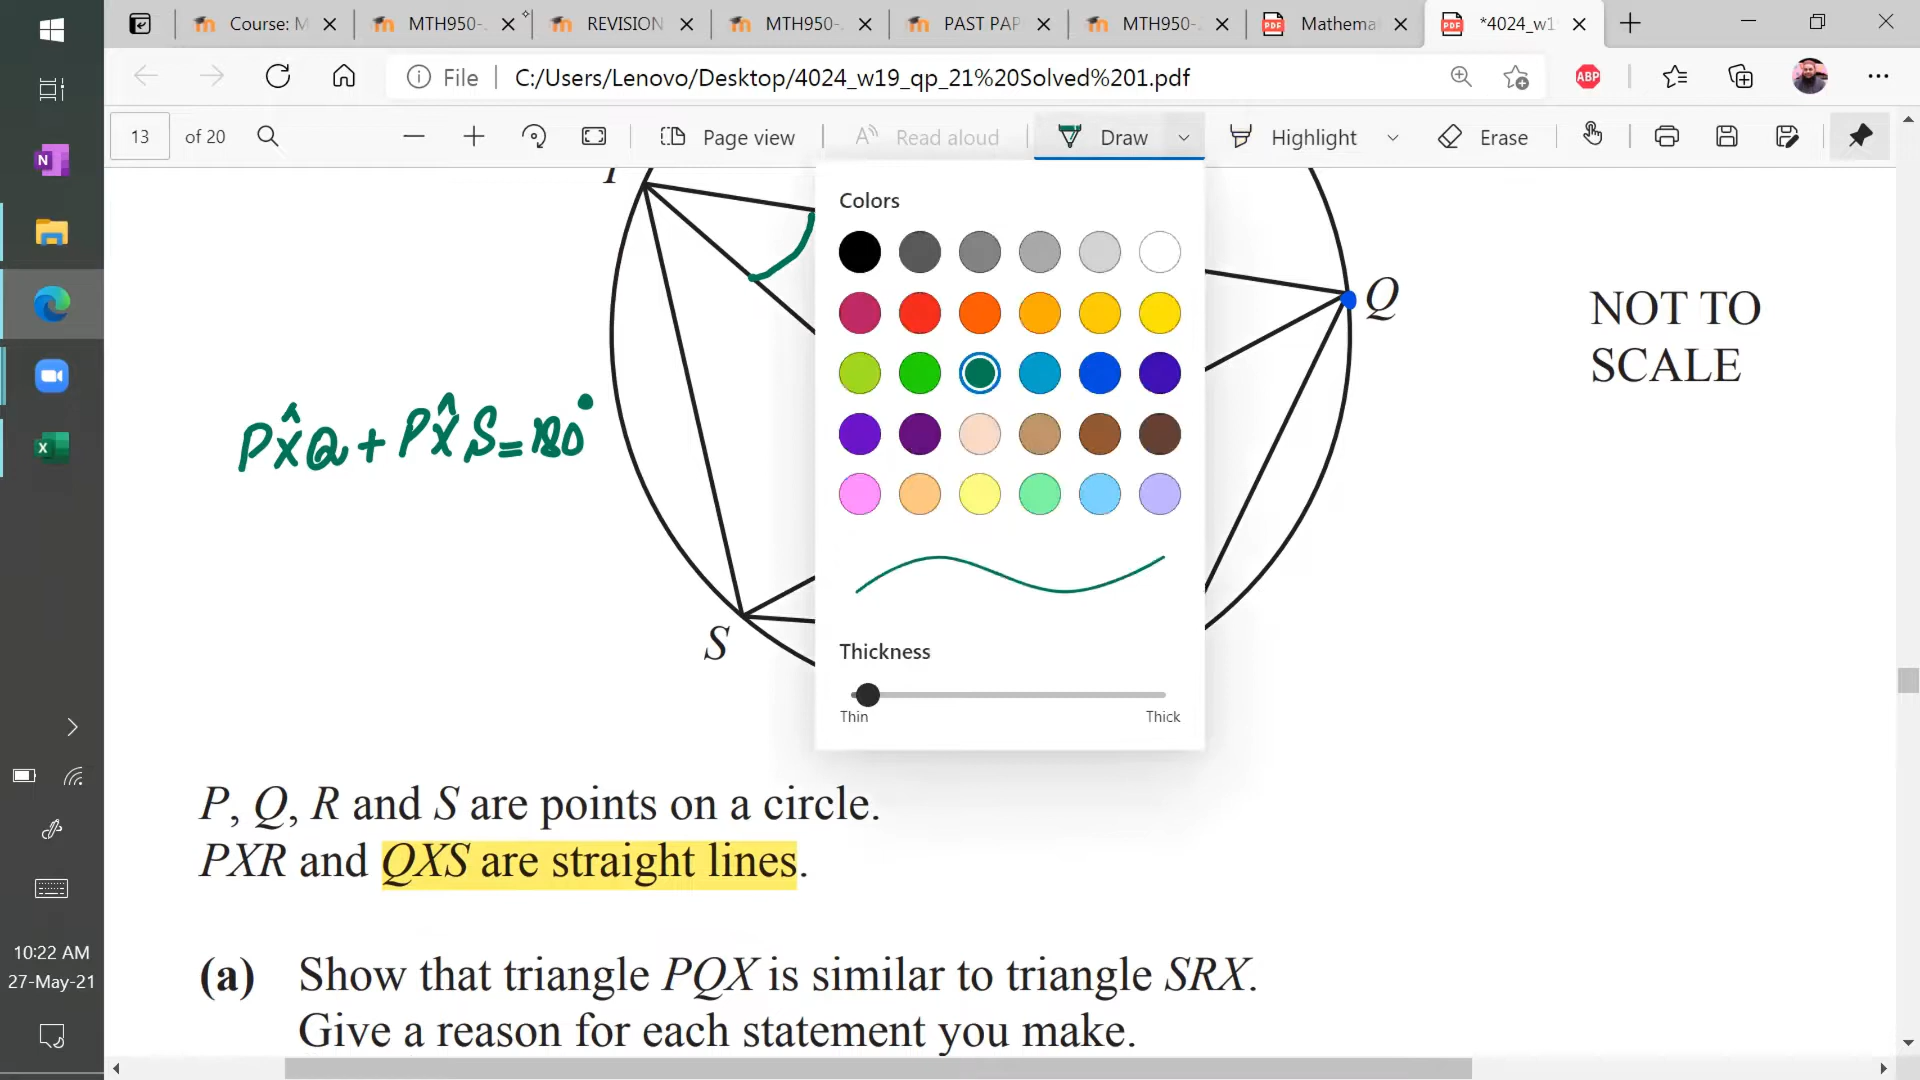 Course: M
MTH950-
REVISION
MTH950-
PAST PAP
MTH950-
Mathema
*4024_w1
File
C:/Users/Lenovo/Desktop/4024_w19_qp_21%20Solved%201.pdf
ABP
13 of 20
Page view
Read aloud
Draw
Highlight
Erase
Colors
Q
NOT TO
SCALE
PX̂Q + PX̂S = 180°
S
Thickness
Thin
Thick
P, Q, R and S are points on a circle.
PXR and QXS are straight lines.
(a) Show that triangle PQX is similar to triangle SRX.
Give a reason for each statement you make.
10:22 AM
27-May-21